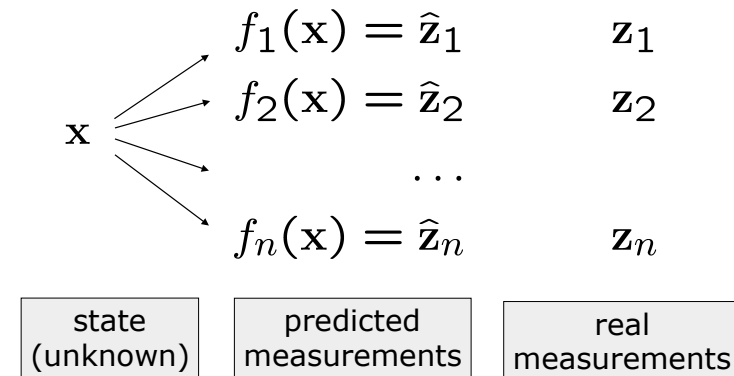 f₁(x) = ẑ₁ z₁
f₂(x) = ẑ₂ z₂
x
...
fₙ(x) = ẑₙ zₙ
state predicted real
(unknown) measurements measurements